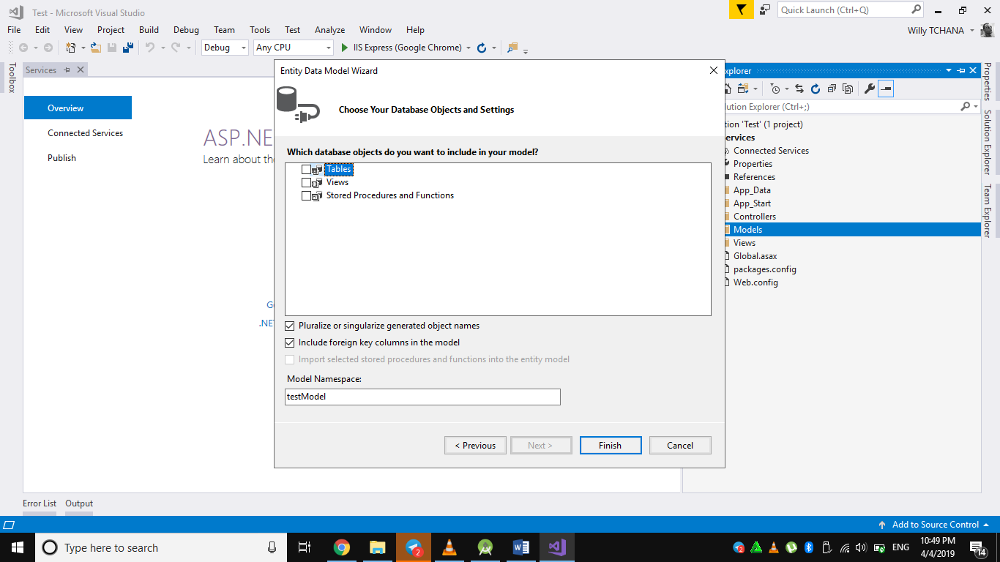 Test - Microsoft Visual Studio
Quick Launch (Ctrl+Q)
File Edit View Project Build Debug Team Tools Test Analyze Window Help
Willy TCHANA
Debug Any CPU IIS Express (Google Chrome)
Toolbox
Services
Overview
Connected Services
Publish
ASP.NE
Learn about the
G
.NET
Entity Data Model Wizard
Choose Your Database Objects and Settings
Which database objects do you want to include in your model?
Tables
Views
Stored Procedures and Functions
Pluralize or singularize generated object names
Include foreign key columns in the model
Import selected stored procedures and functions into the entity model
Model Namespace:
testModel
< Previous Next > Finish Cancel
xplorer
lution Explorer (Ctrl+;)
tion 'Test' (1 project)
ervices
Connected Services
Properties
References
App_Data
App_Start
Controllers
Models
Views
Global.asax
packages.config
Web.config
Properties
Solution Explorer
Team Explorer
Error List Output
Add to Source Control
Type here to search
2
2
ENG
10:49 PM
4/4/2019
14